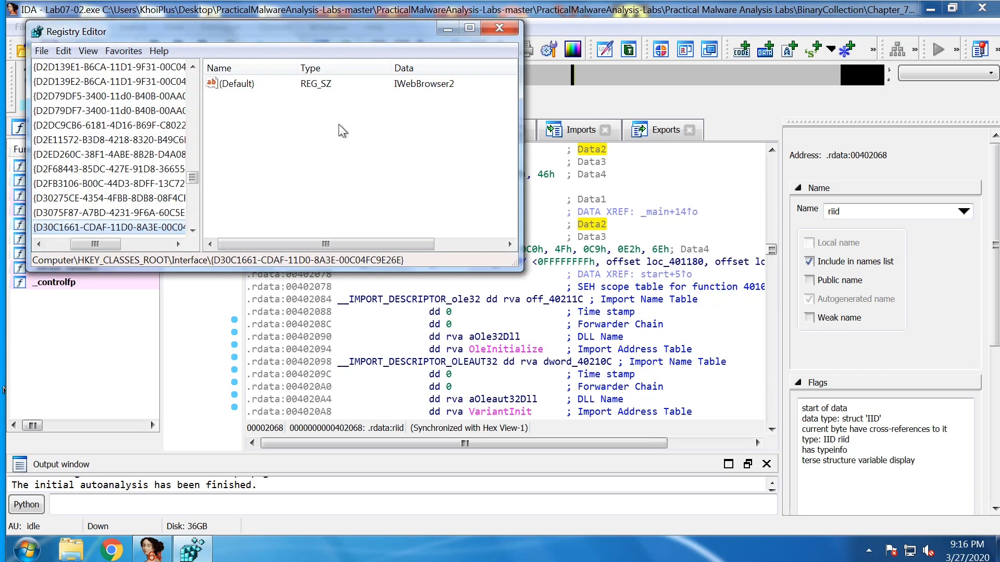 IDA - Lab07-02.exe C:\Users\KhoiPlus\Desktop\PracticalMalwareAnalysis-Labs-master\PracticalMalwareAnalysis-Labs-master\PracticalMalwareAnalysis-Labs\Practical Malware Analysis Labs\BinaryCollection\Chapter_7...
Registry Editor
File Edit View Favorites Help
{D2D139E1-B6CA-11D1-9F31-00C04
{D2D139E2-B6CA-11D1-9F31-00C04
{D2D79DF5-3400-11d0-B40B-00AA0
{D2D79DF7-3400-11d0-B40B-00AA0
{D2DC9CB6-6181-4D16-B69F-C8022
{D2E11572-B3D8-4218-8320-B49C6
{D2ED260C-38F1-4ABE-8B2B-D4A08
{D2F68443-85DC-427E-91D8-36655
{D2FB3106-B00C-44D3-8DFF-13C72
{D30275CE-4354-4FBB-8DB8-08F4C
{D3075F87-A7BD-4231-9F6A-60C5E
{D30C1661-CDAF-11D0-8A3E-00C04
Name Type Data
(Default) REG_SZ IWebBrowser2
Computer\HKEY_CLASSES_ROOT\Interface\{D30C1661-CDAF-11D0-8A3E-00C04FC9E26E}
Imports Exports
; Data2
; Data3
, 46h ; Data4
; Data1
; DATA XREF: _main+14↑o
; Data2
; Data3
0C0h, 4Fh, 0C9h, 0E2h, 6Eh; Data4
<0FFFFFFFFh, offset loc_401180, offset lc
.rdata:00402078 ; DATA XREF: start+5↑o
.rdata:00402078 ; SEH scope table for function 4010
.rdata:00402084 __IMPORT_DESCRIPTOR_ole32 dd rva off_40211C ; Import Name Table
.rdata:00402088 dd 0 ; Time stamp
.rdata:0040208C dd 0 ; Forwarder Chain
.rdata:00402090 dd rva aOle32Dll ; DLL Name
.rdata:00402094 dd rva OleInitialize ; Import Address Table
.rdata:00402098 __IMPORT_DESCRIPTOR_OLEAUT32 dd rva dword_40210C ; Import Name Table
.rdata:0040209C dd 0 ; Time stamp
.rdata:004020A0 dd 0 ; Forwarder Chain
.rdata:004020A4 dd rva aOleaut32Dll ; DLL Name
.rdata:004020A8 dd rva VariantInit ; Import Address Table
00002068 0000000000402068: .rdata:riid (Synchronized with Hex View-1)
_controlfp
Address: .rdata:00402068
Name
Name riid
Local name
Include in names list
Public name
Autogenerated name
Weak name
Flags
start of data
data type: struct 'IID'
current byte have cross-references to it
type: IID riid
has typeinfo
terse structure variable display
Output window
The initial autoanalysis has been finished.
Python
AU: idle Down Disk: 36GB
64
9:16 PM
3/27/2020